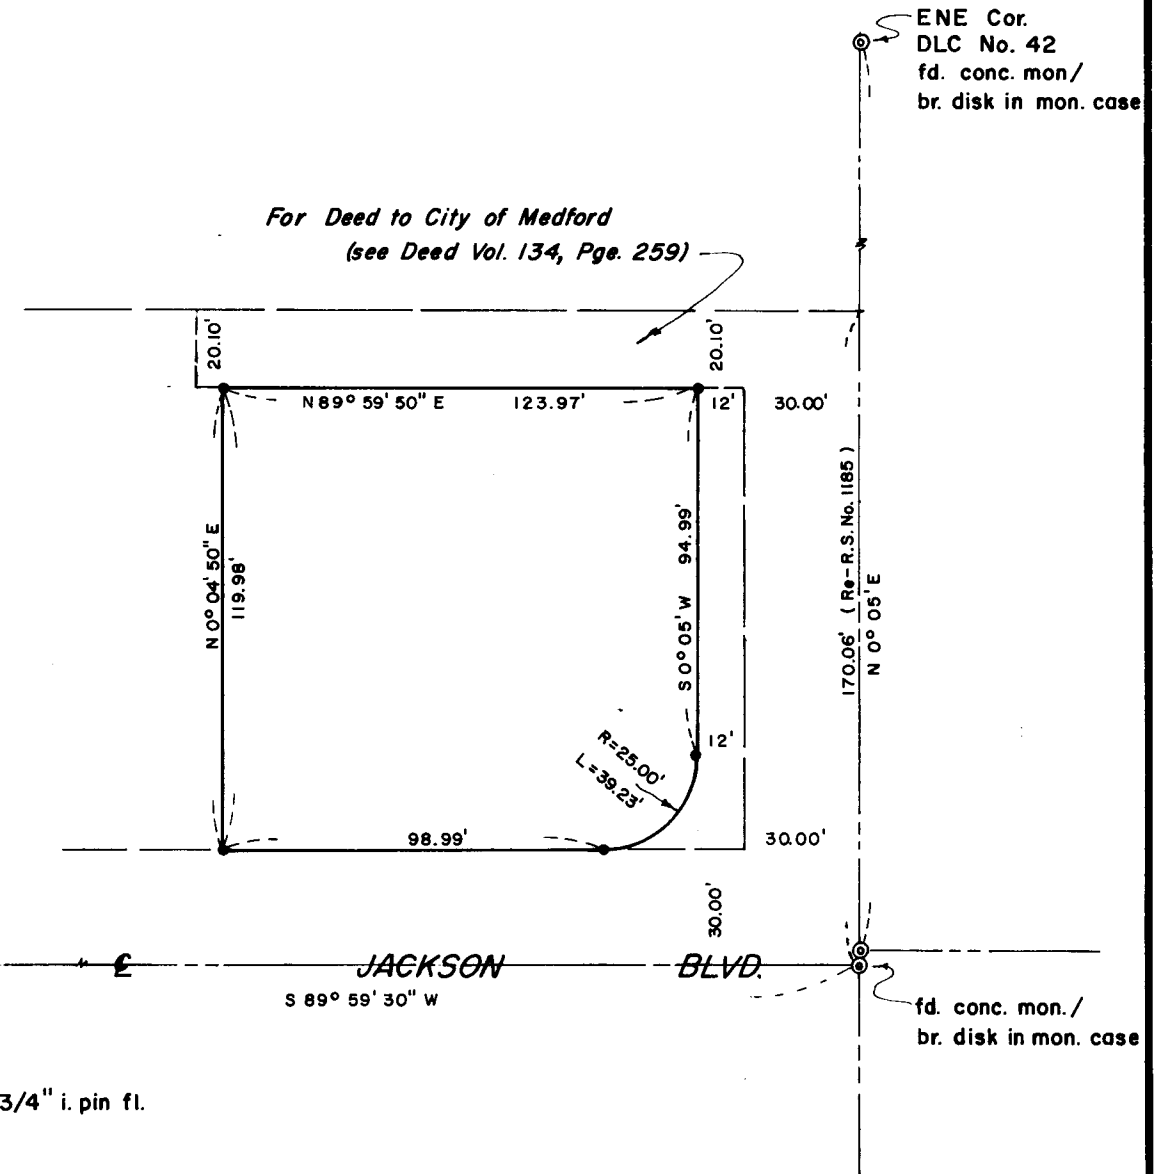 ENE Cor.
DLC No. 42
fd. conc. mon/
br. disk in mon. case
For Deed to City of Medford
(see Deed Vol. 134, Pge. 259)
20.10'
20.10'
N 89° 59' 50" E 123.97'
12' 30.00'
N 0° 04' 50" E
119.98'
S 0° 05' W 94.99'
170.06' (Re-R.S. No. 1185)
N 0° 05' E
12'
R=25.00'
L=39.23'
98.99'
30.00'
30.00'
℄ JACKSON BLVD.
S 89° 59' 30" W
fd. conc. mon./
br. disk in mon. case
3/4" i. pin fl.